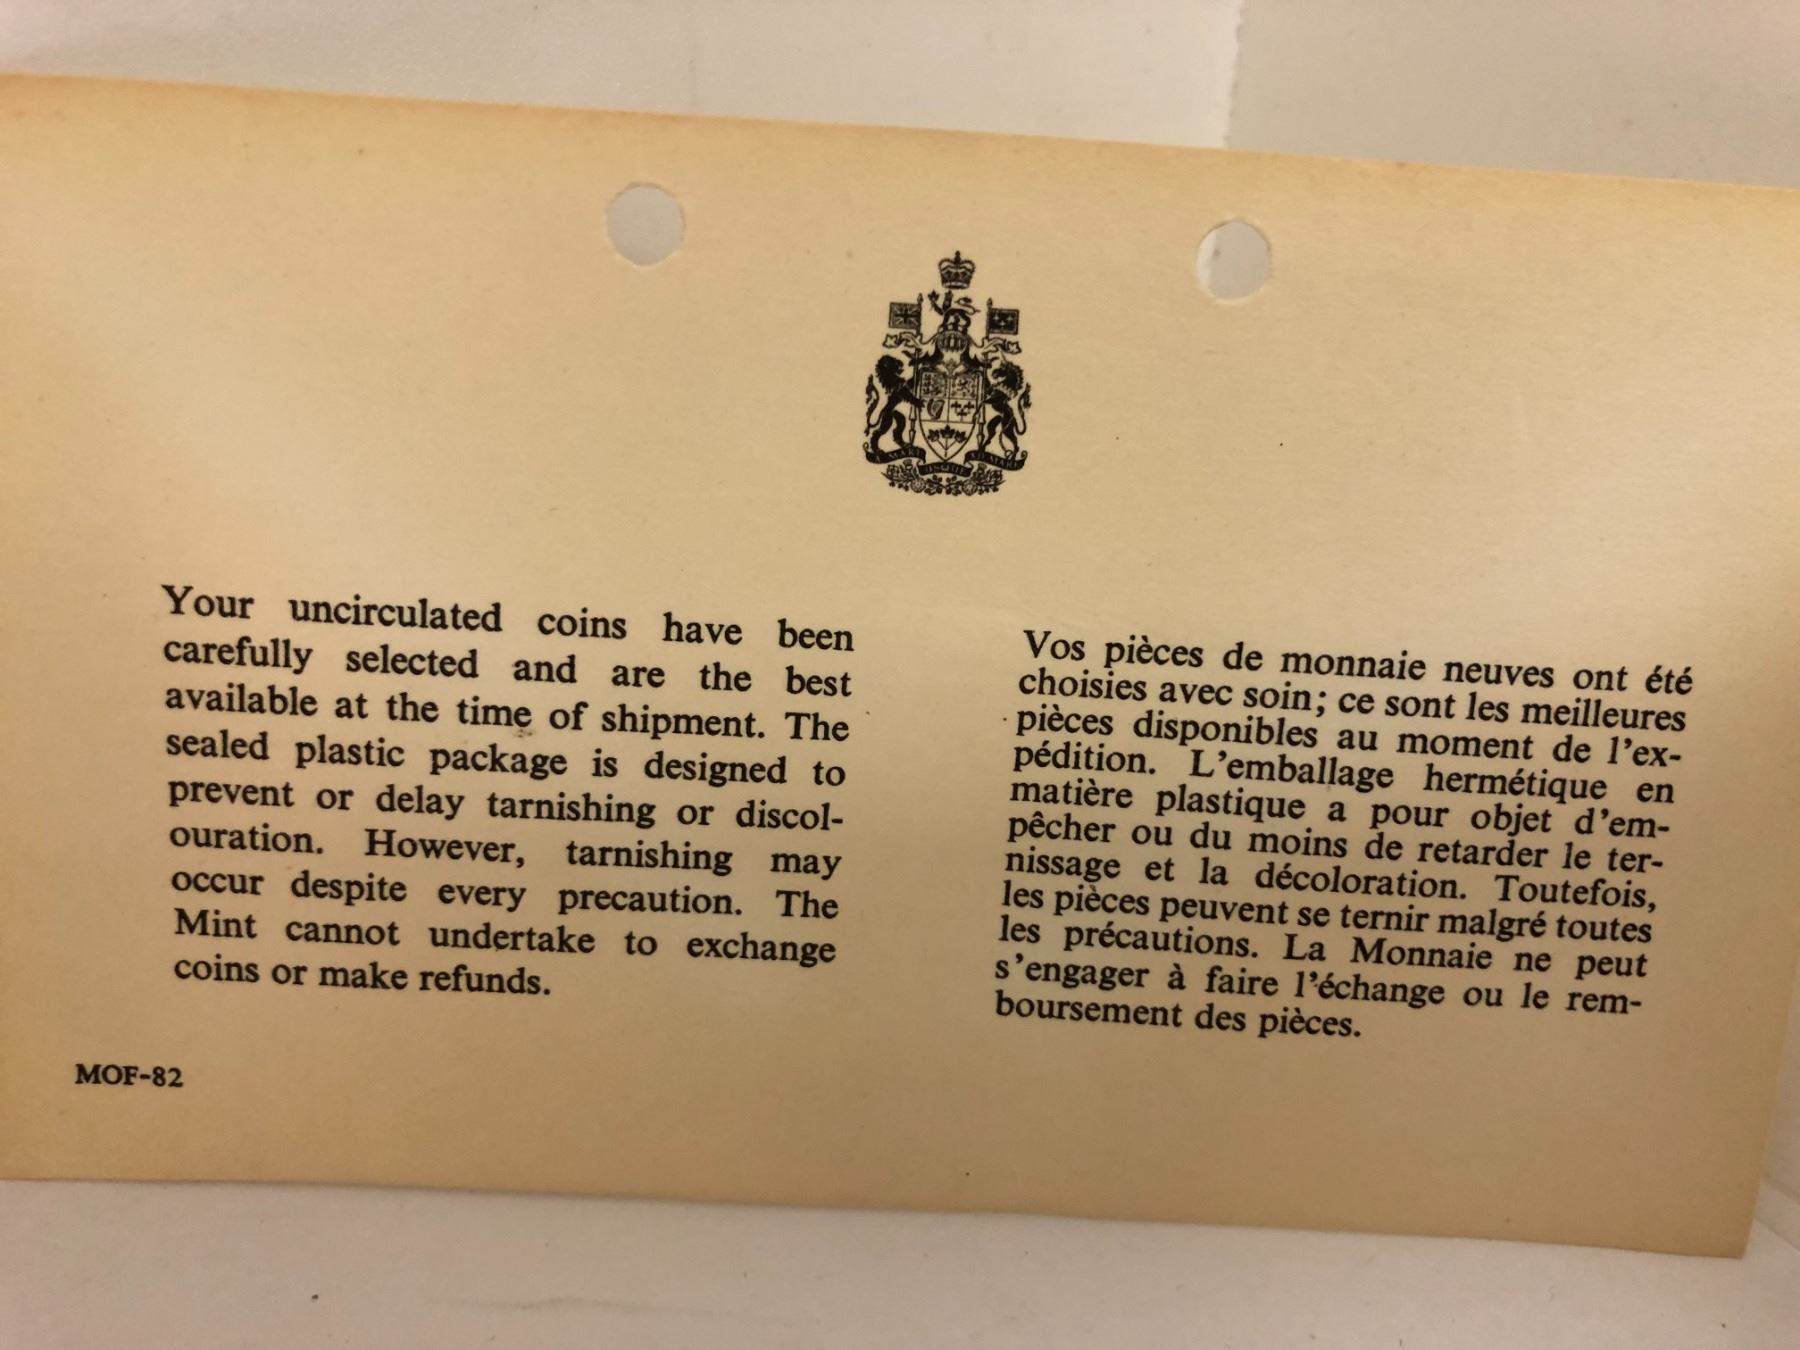 A MARI USQUE AD MARE
Your uncirculated coins have been
carefully selected and are the best
available at the time of shipment. The
sealed plastic package is designed to
prevent or delay tarnishing or discol-
ouration. However, tarnishing may
occur despite every precaution. The
Mint cannot undertake to exchange
coins or make refunds.
Vos pièces de monnaie neuves ont été
choisies avec soin; ce sont les meilleures
pièces disponibles au moment de l'ex-
pédition. L'emballage hermétique en
matière plastique a pour objet d'em-
pêcher ou du moins de retarder le ter-
nissage et la décoloration. Toutefois,
les pièces peuvent se ternir malgré toutes
les précautions. La Monnaie ne peut
s'engager à faire l'échange ou le rem-
boursement des pièces.
MOF-82